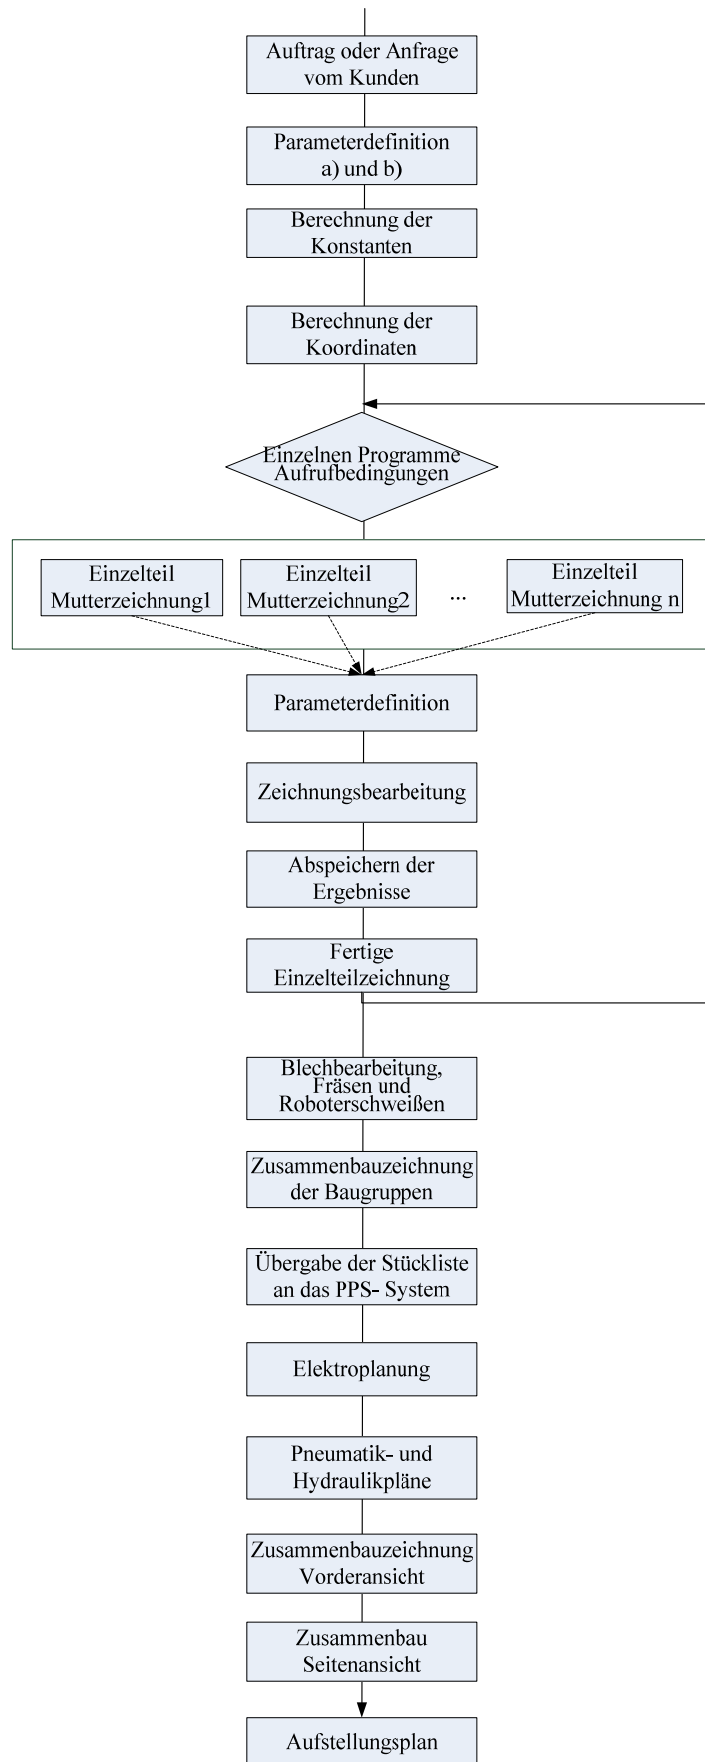 Auftrag oder Anfrage
vom Kunden
Parameterdefinition
a) und b)
Berechnung der
Konstanten
Berechnung der
Koordinaten
Einzelnen Programme
Aufrufbedingungen
Einzelteil
Mutterzeichnung1
Einzelteil
Mutterzeichnung2
...
Einzelteil
Mutterzeichnung n
Parameterdefinition
Zeichnungsbearbeitung
Abspeichern der
Ergebnisse
Fertige
Einzelteilzeichnung
Blechbearbeitung,
Fräsen und
Roboterschweißen
Zusammenbauzeichnung
der Baugruppen
Übergabe der Stückliste
an das PPS- System
Elektroplanung
Pneumatik- und
Hydraulikpläne
Zusammenbauzeichnung
Vorderansicht
Zusammenbau
Seitenansicht
Aufstellungsplan